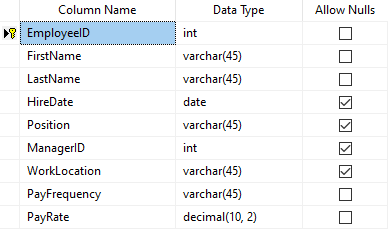 Column Name Data Type Allow Nulls
EmployeeID int
FirstName varchar(45)
LastName varchar(45)
HireDate date
Position varchar(45)
ManagerID int
WorkLocation varchar(45)
PayFrequency varchar(45)
PayRate decimal(10, 2)